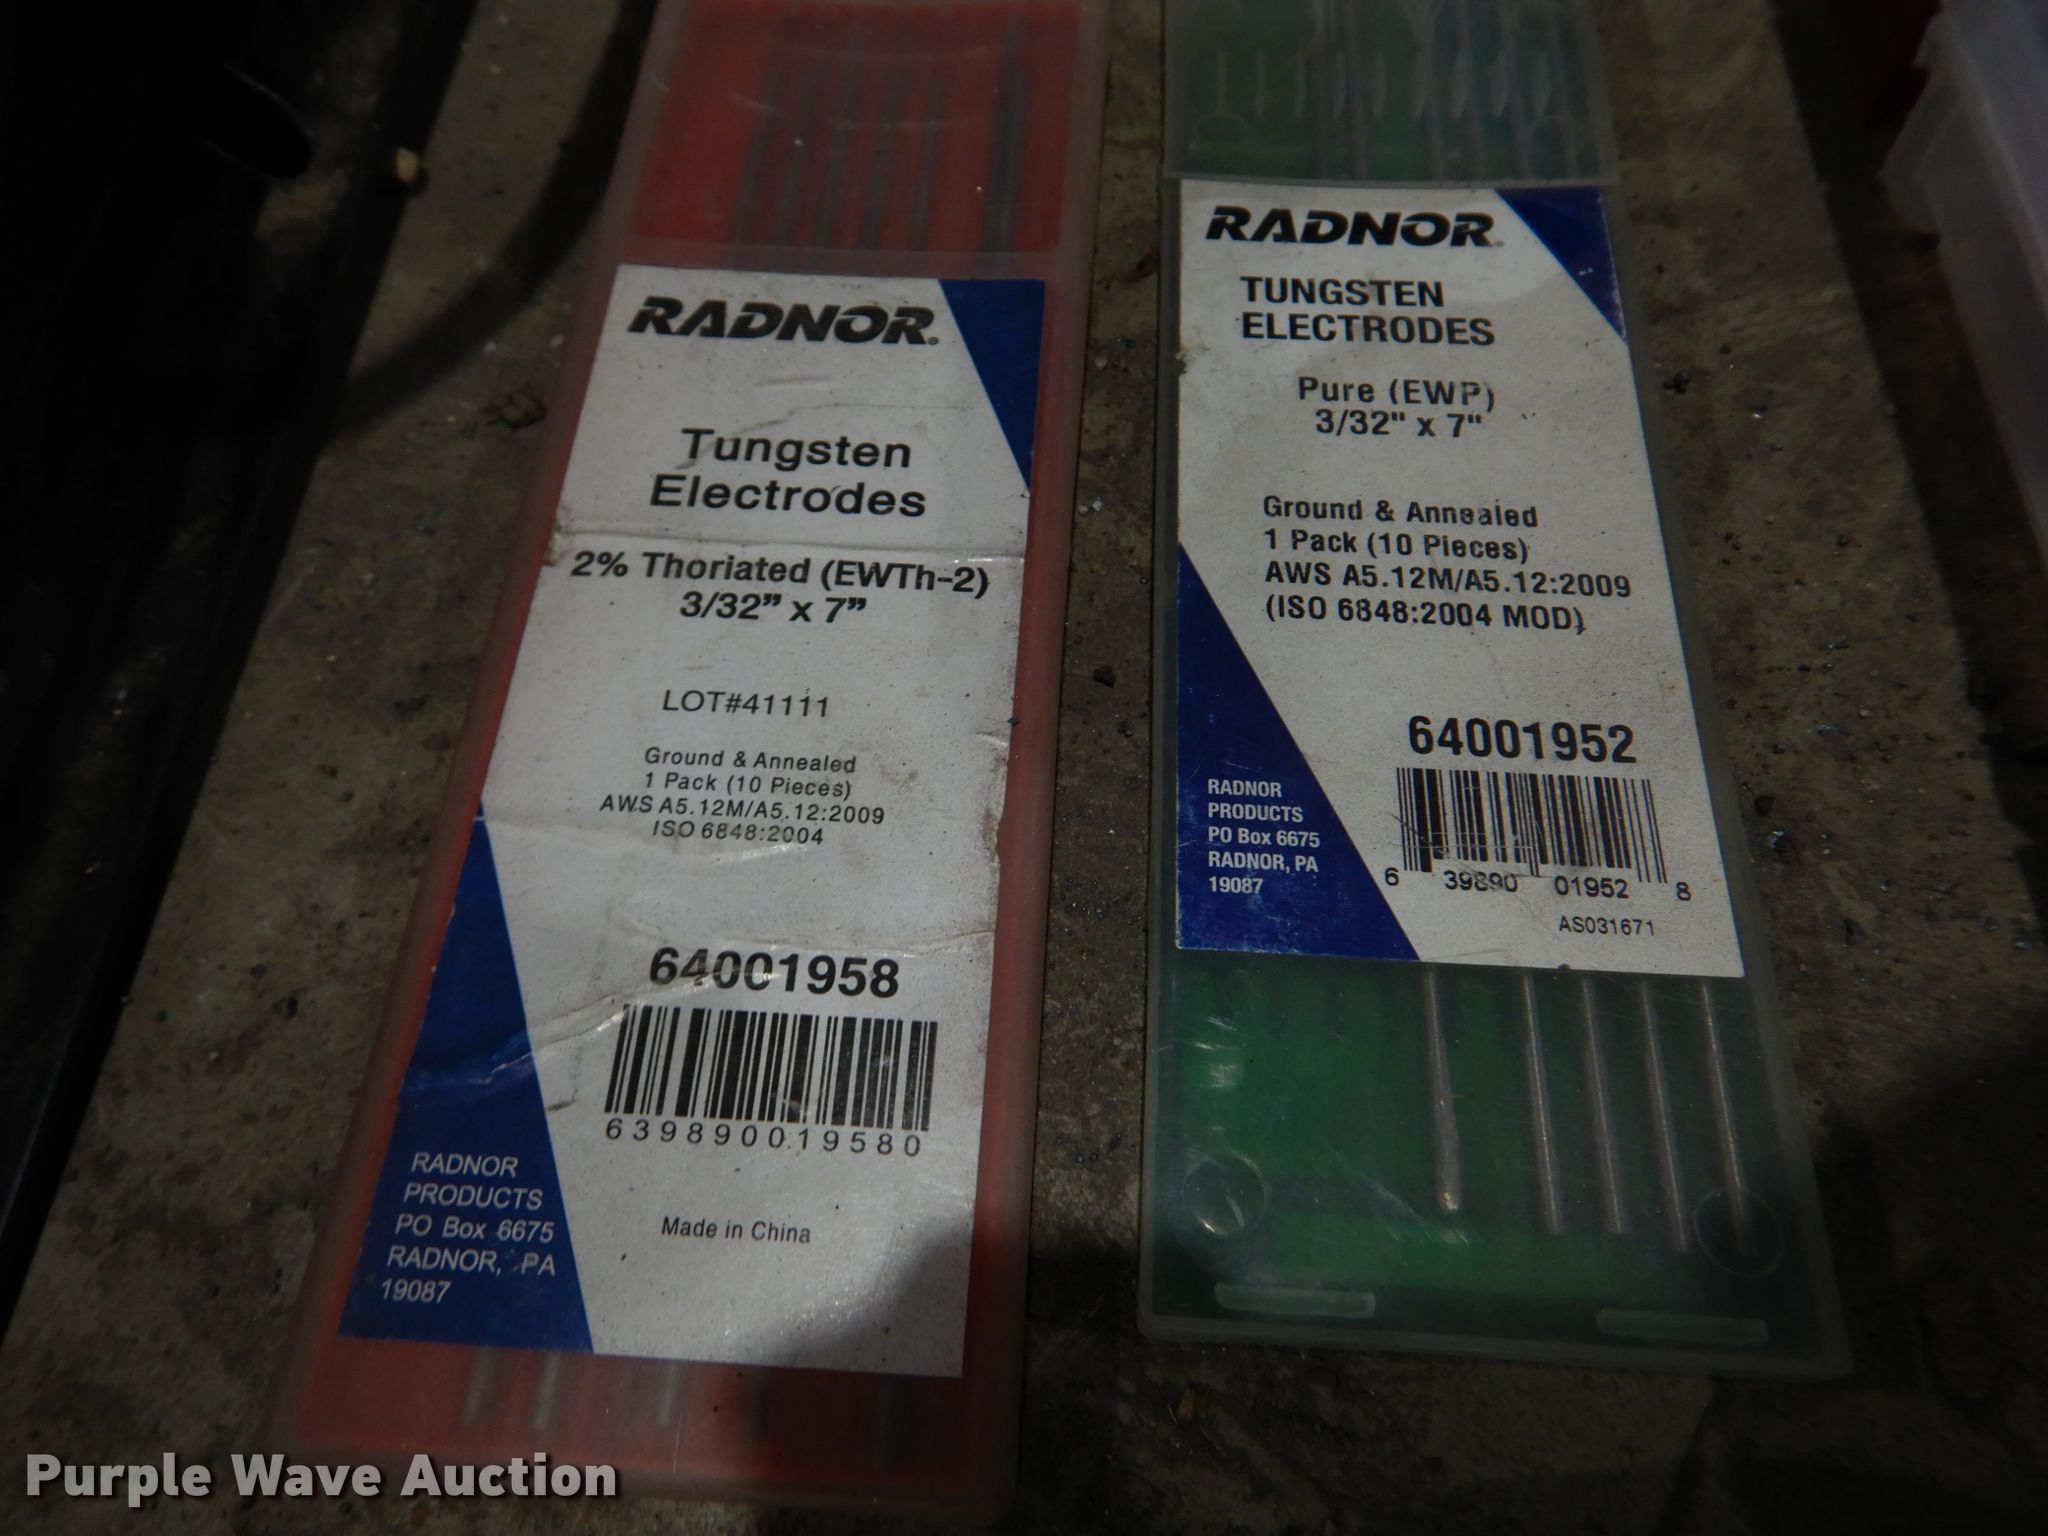 RADNOR®
Tungsten
Electrodes
2% Thoriated (EWTh-2)
3/32” x 7”
LOT#41111
Ground & Annealed
1 Pack (10 Pieces)
AWS A5.12M/A5.12:2009
ISO 6848:2004
64001958
639890019580
RADNOR
PRODUCTS
PO Box 6675
RADNOR, PA
19087
Made in China
RADNOR®
TUNGSTEN
ELECTRODES
Pure (EWP)
3/32" x 7"
Ground & Annealed
1 Pack (10 Pieces)
AWS A5.12M/A5.12:2009
(ISO 6848:2004 MOD)
64001952
6 39890 01952 8
AS031671
RADNOR
PRODUCTS
PO Box 6675
RADNOR, PA
19087
Purple Wave Auction